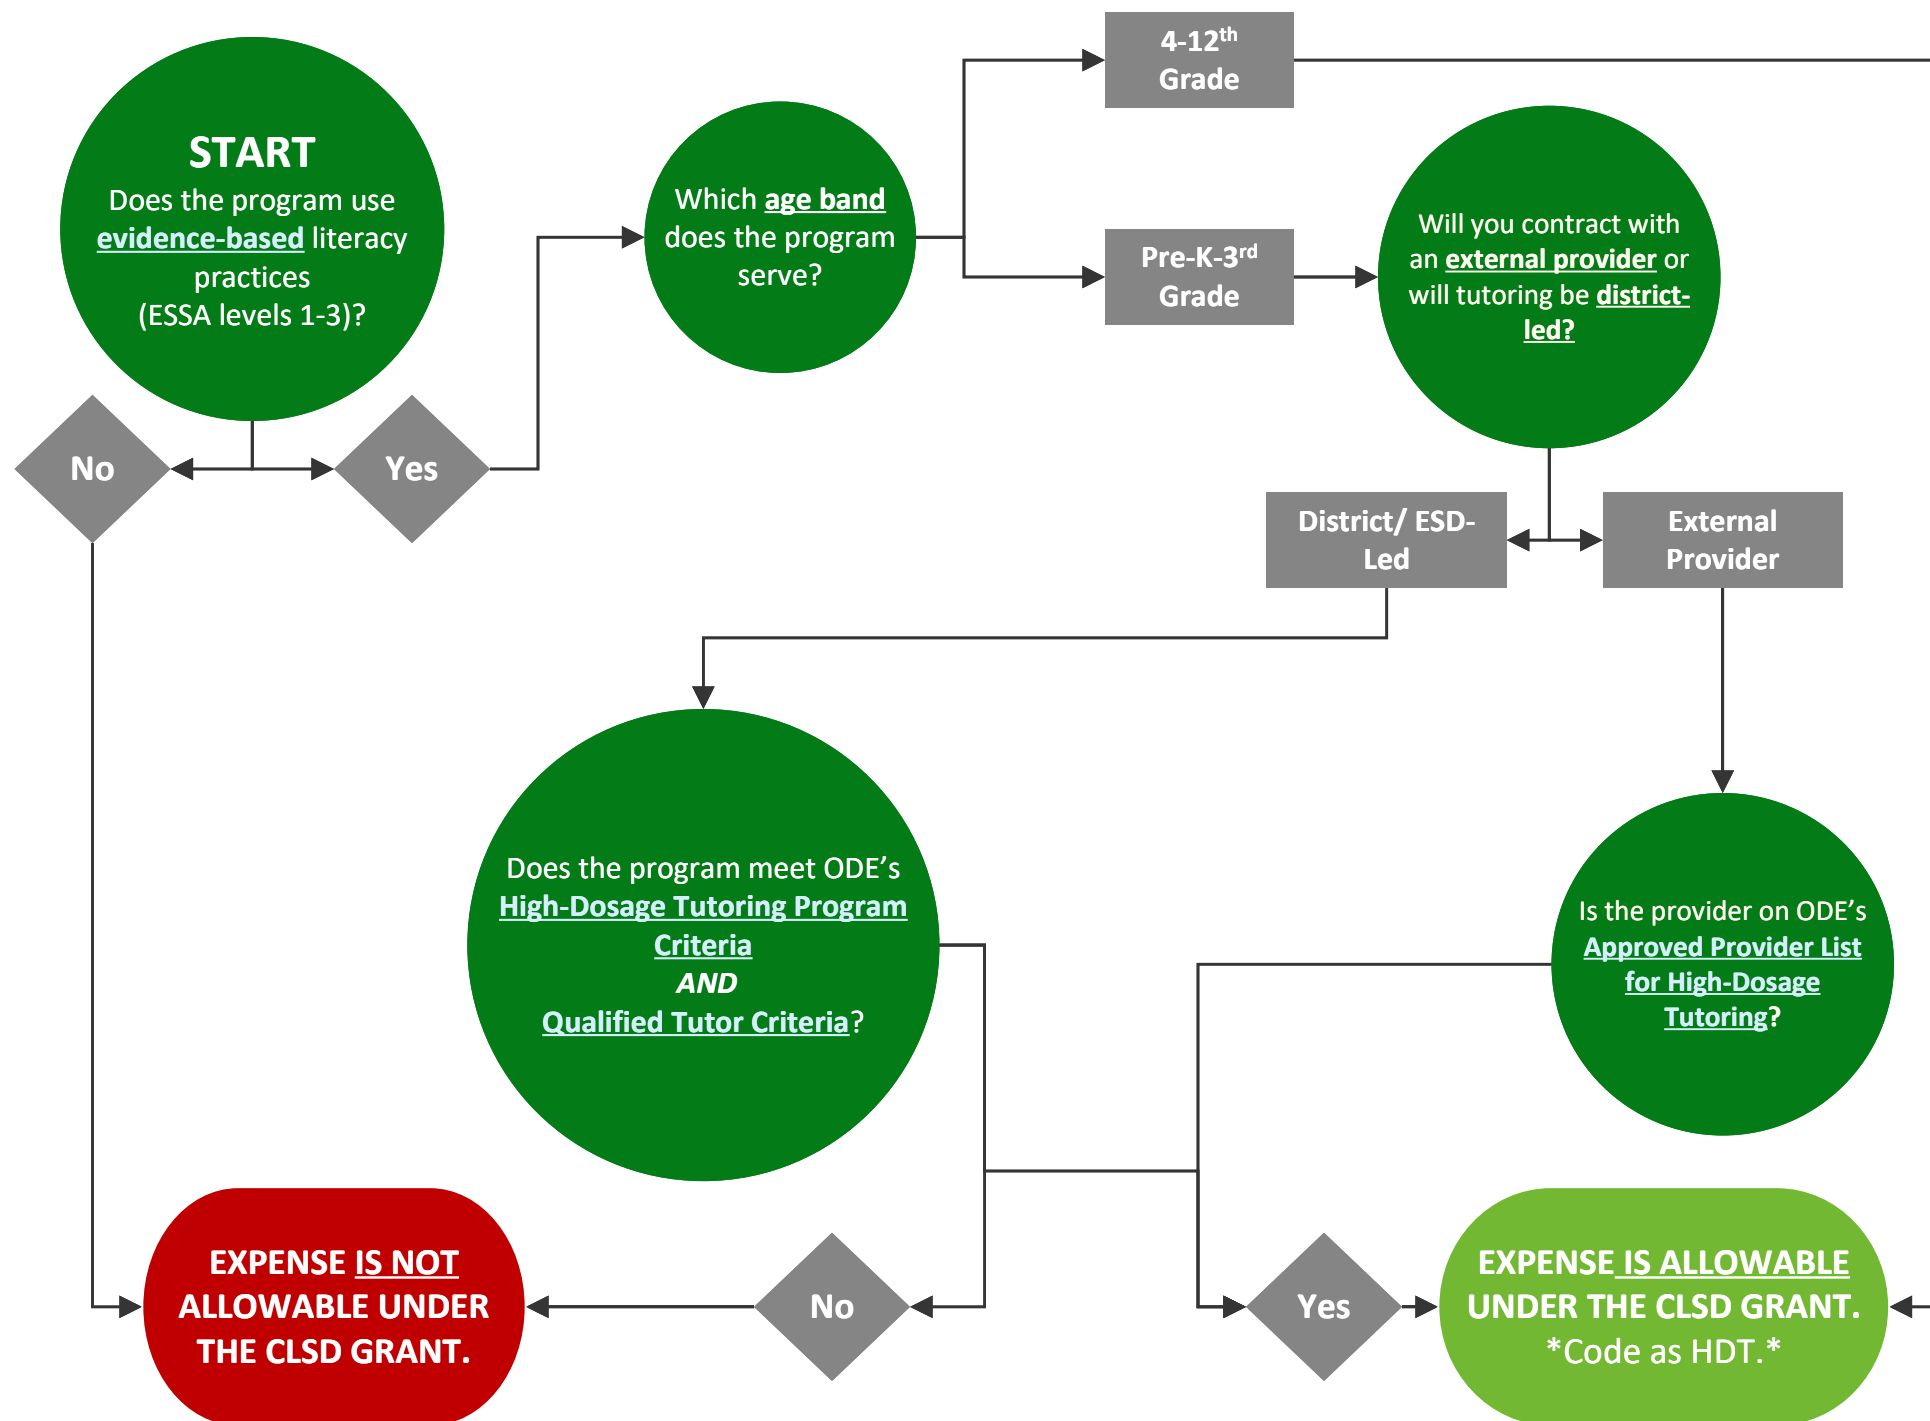 START
Does the program use
evidence-based literacy
practices
(ESSA levels 1-3)?
No
Yes
Which age band
does the program
serve?
4-12th
Grade
Pre-K-3rd
Grade
Will you contract with
an external provider or
will tutoring be district-
led?
District/ ESD-
Led
External
Provider
Does the program meet ODE’s
High-Dosage Tutoring Program
Criteria
AND
Qualified Tutor Criteria?
Is the provider on ODE’s
Approved Provider List
for High-Dosage
Tutoring?
EXPENSE IS NOT
ALLOWABLE UNDER
THE CLSD GRANT.
No
Yes
EXPENSE IS ALLOWABLE
UNDER THE CLSD GRANT.
*Code as HDT.*